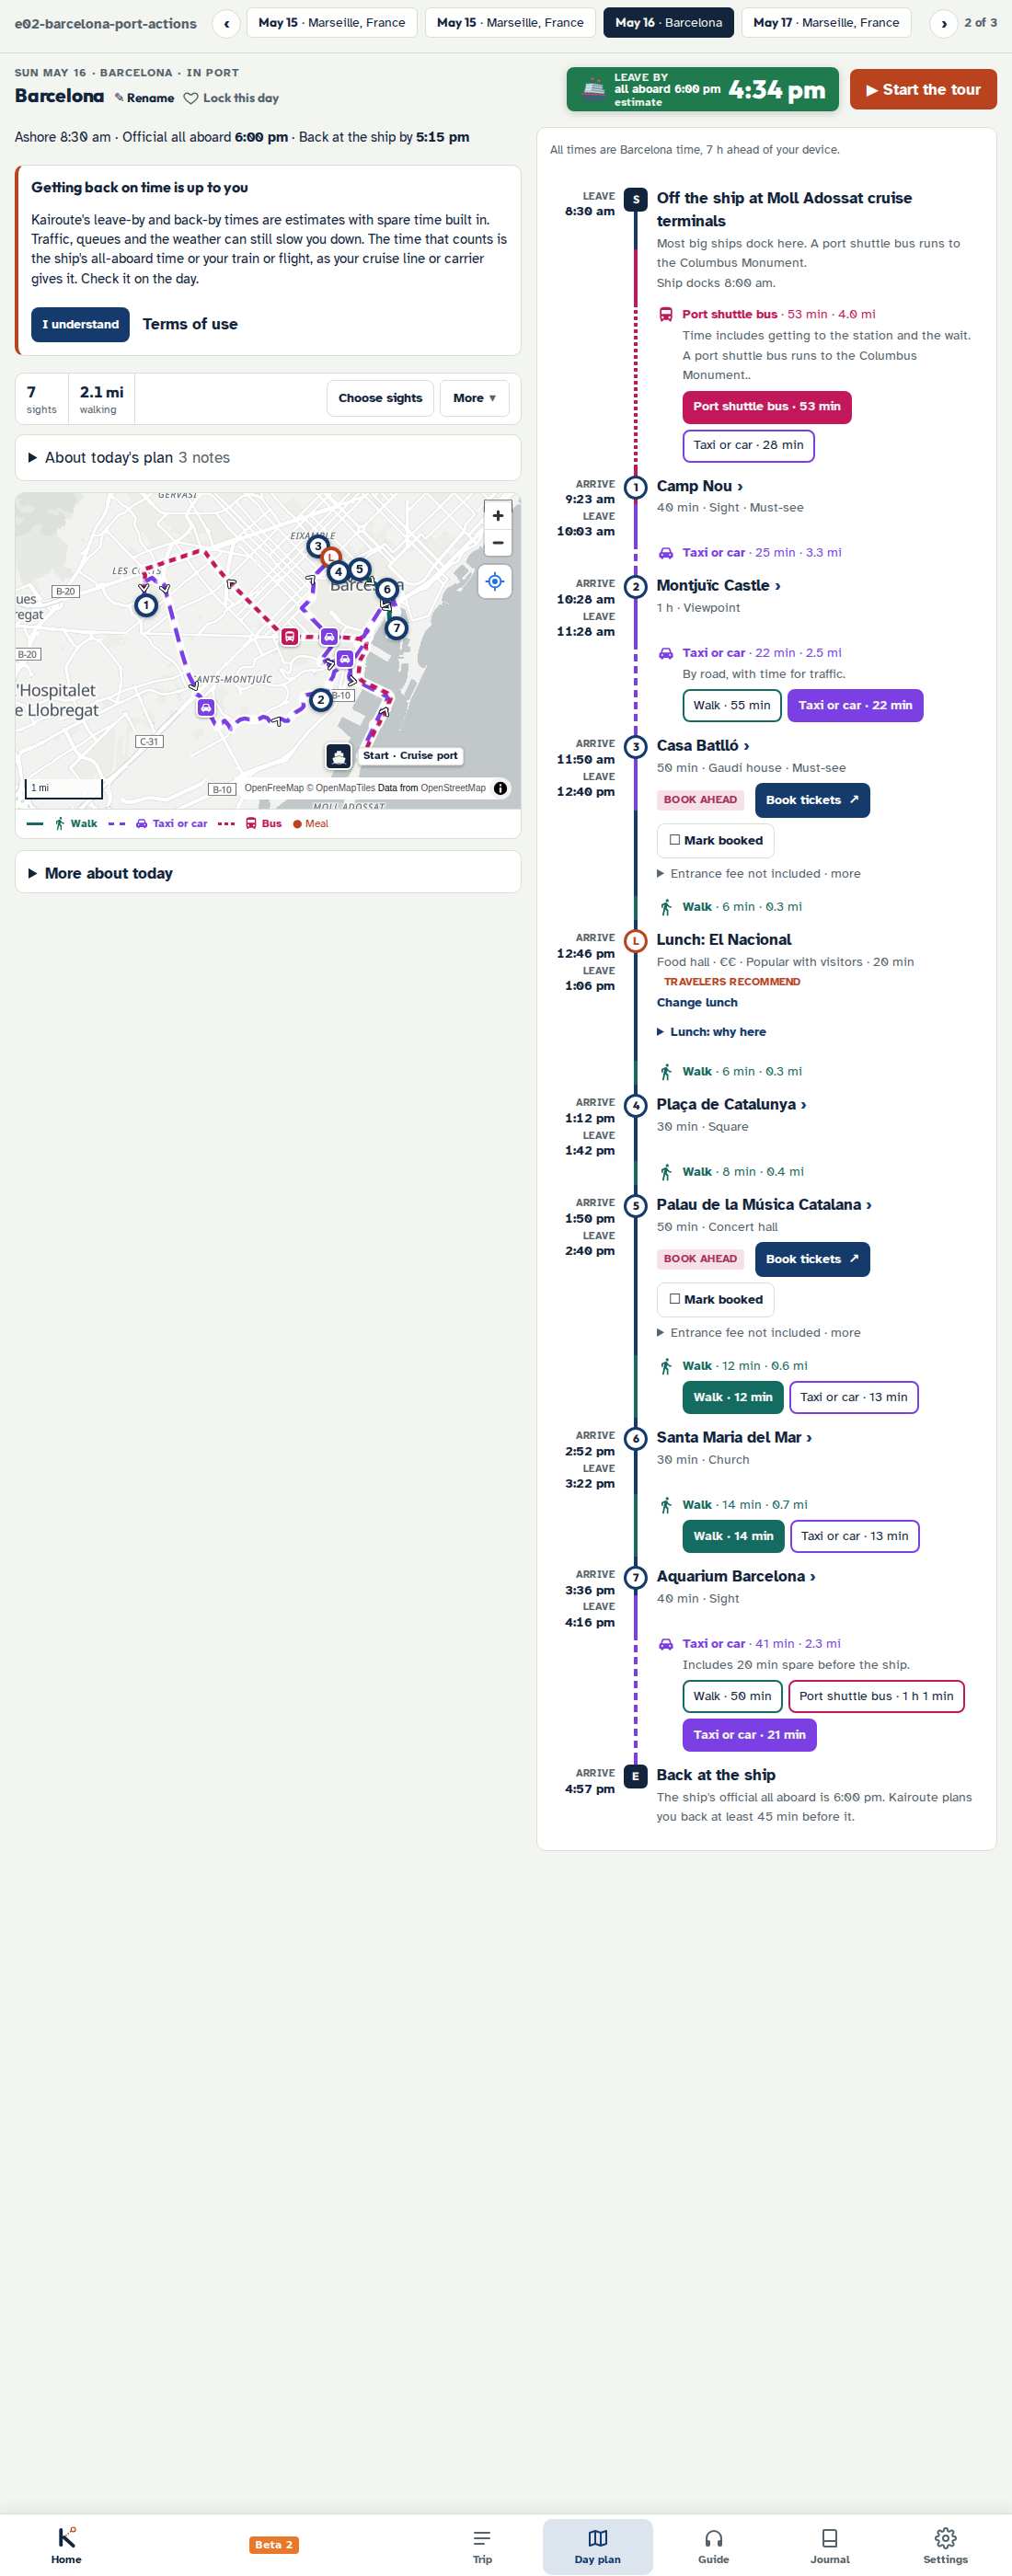 e02-barcelona-port-actions
‹
May 15 · Marseille, France
May 15 · Marseille, France
May 16 · Barcelona
May 17 · Marseille, France
›
2 of 3
SUN MAY 16 · BARCELONA · IN PORT
Barcelona
✎ Rename
Lock this day
LEAVE BY
all aboard 6:00 pm
estimate
4:34 pm
▶ Start the tour
Ashore 8:30 am · Official all aboard 6:00 pm · Back at the ship by 5:15 pm
Getting back on time is up to you
Kairoute's leave-by and back-by times are estimates with spare time built in.
Traffic, queues and the weather can still slow you down. The time that counts is
the ship's all-aboard time or your train or flight, as your cruise line or carrier
gives it. Check it on the day.
I understand
Terms of use
7
sights
2.1 mi
walking
Choose sights
More ▾
▶ About today's plan 3 notes
GERVASI
EIXAMPLE
LES CORTS
B-20
Barcelona
B-20
ues
regat
'Hospitalet
e Llobregat
SANTS-MONTJUÏC
B-10
C-31
B-10
MOLL ADOSSAT
1
2
3
L
4
5
6
7
+
−
Start · Cruise port
1 mi
OpenFreeMap © OpenMapTiles Data from OpenStreetMap
Walk
Taxi or car
Bus
Meal
▶ More about today
All times are Barcelona time, 7 h ahead of your device.
LEAVE
8:30 am
S
Off the ship at Moll Adossat cruise
terminals
Most big ships dock here. A port shuttle bus runs to
the Columbus Monument.
Ship docks 8:00 am.
Port shuttle bus · 53 min · 4.0 mi
Time includes getting to the station and the wait.
A port shuttle bus runs to the Columbus
Monument..
Port shuttle bus · 53 min
Taxi or car · 28 min
ARRIVE
9:23 am
LEAVE
10:03 am
1
Camp Nou ›
40 min · Sight · Must-see
Taxi or car · 25 min · 3.3 mi
ARRIVE
10:28 am
LEAVE
11:28 am
2
Montjuïc Castle ›
1 h · Viewpoint
Taxi or car · 22 min · 2.5 mi
By road, with time for traffic.
Walk · 55 min
Taxi or car · 22 min
ARRIVE
11:50 am
LEAVE
12:40 pm
3
Casa Batlló ›
50 min · Gaudí house · Must-see
BOOK AHEAD
Book tickets ↗
☐ Mark booked
▶ Entrance fee not included · more
Walk · 6 min · 0.3 mi
ARRIVE
12:46 pm
LEAVE
1:06 pm
L
Lunch: El Nacional
Food hall · €€ · Popular with visitors · 20 min
TRAVELERS RECOMMEND
Change lunch
▶ Lunch: why here
Walk · 6 min · 0.3 mi
ARRIVE
1:12 pm
LEAVE
1:42 pm
4
Plaça de Catalunya ›
30 min · Square
Walk · 8 min · 0.4 mi
ARRIVE
1:50 pm
LEAVE
2:40 pm
5
Palau de la Música Catalana ›
50 min · Concert hall
BOOK AHEAD
Book tickets ↗
☐ Mark booked
▶ Entrance fee not included · more
Walk · 12 min · 0.6 mi
Walk · 12 min
Taxi or car · 13 min
ARRIVE
2:52 pm
LEAVE
3:22 pm
6
Santa Maria del Mar ›
30 min · Church
Walk · 14 min · 0.7 mi
Walk · 14 min
Taxi or car · 13 min
ARRIVE
3:36 pm
LEAVE
4:16 pm
7
Aquarium Barcelona ›
40 min · Sight
Taxi or car · 41 min · 2.3 mi
Includes 20 min spare before the ship.
Walk · 50 min
Port shuttle bus · 1 h 1 min
Taxi or car · 21 min
ARRIVE
4:57 pm
E
Back at the ship
The ship's official all aboard is 6:00 pm. Kairoute plans
you back at least 45 min before it.
Home
Beta 2
Trip
Day plan
Guide
Journal
Settings